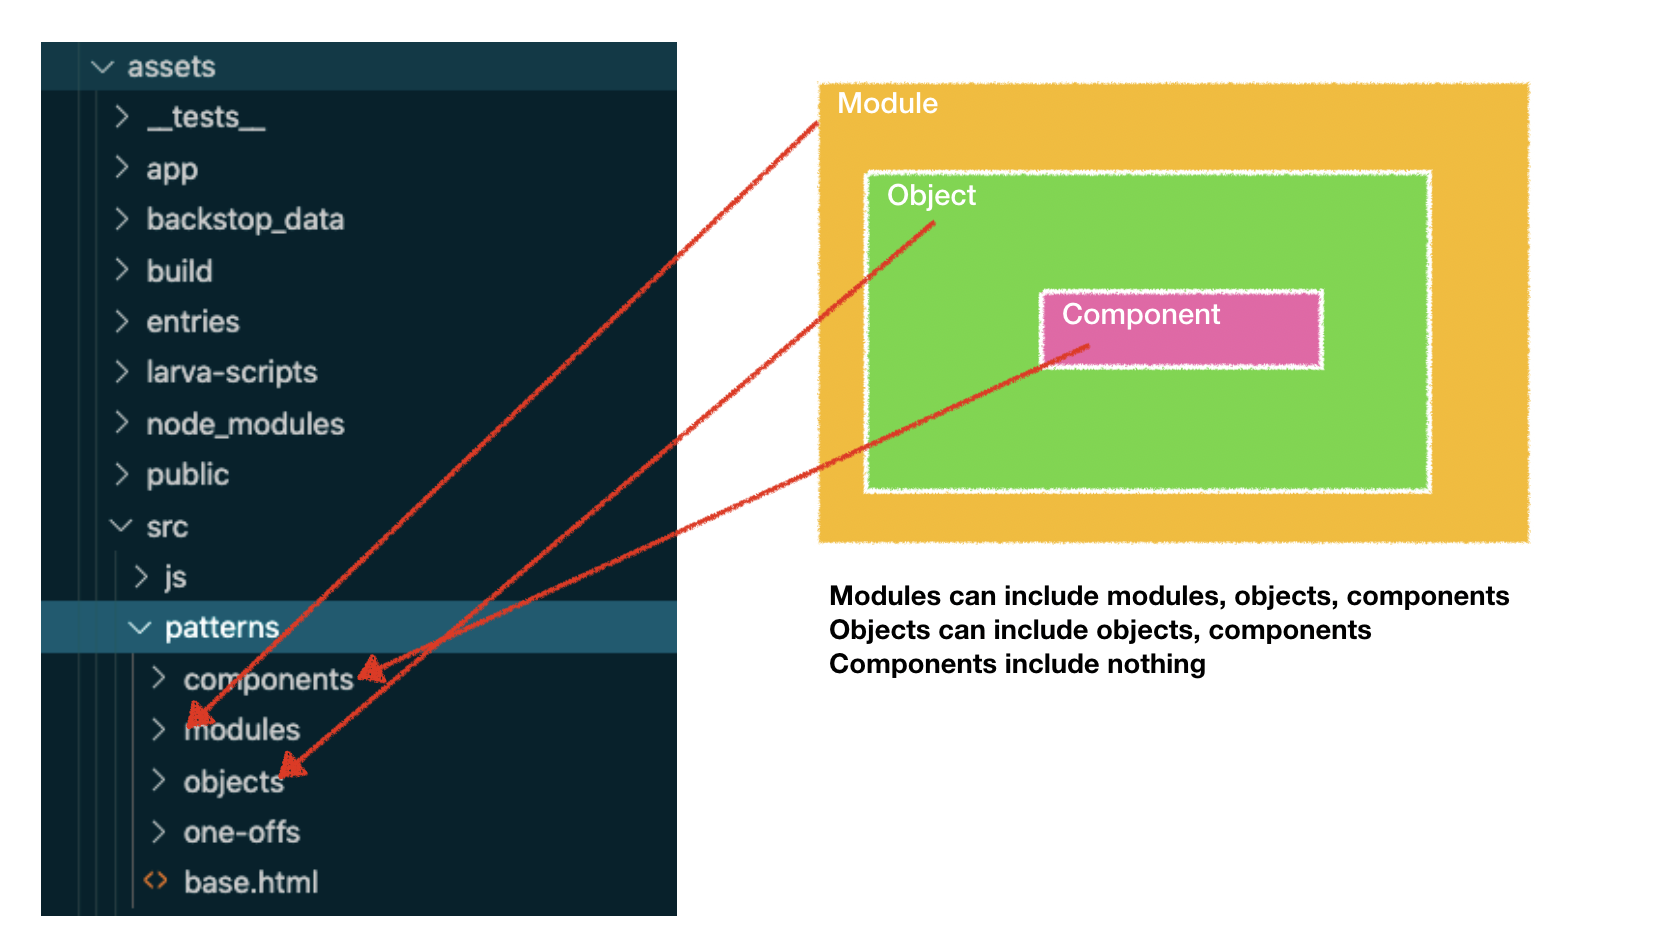 assets
__tests__
app
backstop_data
build
entries
larva-scripts
node_modules
public
src
js
patterns
components
modules
objects
one-offs
base.html
Module
Object
Component
Modules can include modules, objects, components
Objects can include objects, components
Components include nothing